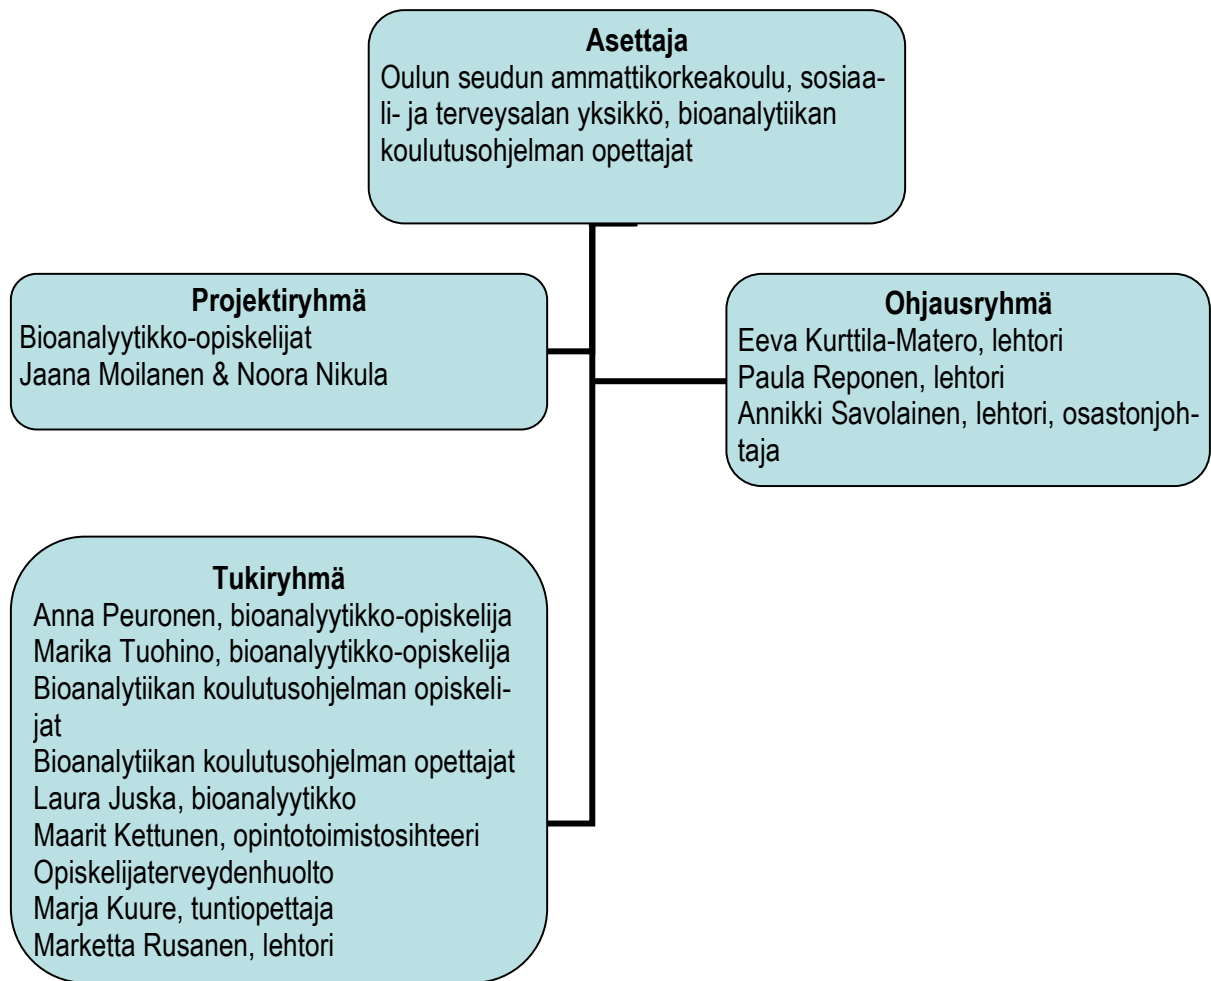 Asettaja
Oulun seudun ammattikorkeakoulu, sosiaa-
li- ja terveysalan yksikkö, bioanalytiikan
koulutusohjelman opettajat
Projektiryhmä
Bioanalyytikko-opiskelijat
Jaana Moilanen & Noora Nikula
Ohjausryhmä
Eeva Kurttila-Matero, lehtori
Paula Reponen, lehtori
Annikki Savolainen, lehtori, osastonjoh-
taja
Tukiryhmä
Anna Peuronen, bioanalyytikko-opiskelija
Marika Tuohino, bioanalyytikko-opiskelija
Bioanalytiikan koulutusohjelman opiskeli-
jat
Bioanalytiikan koulutusohjelman opettajat
Laura Juska, bioanalyytikko
Maarit Kettunen, opintotoimistosihteeri
Opiskelijaterveydenhuolto
Marja Kuure, tuntiopettaja
Marketta Rusanen, lehtori